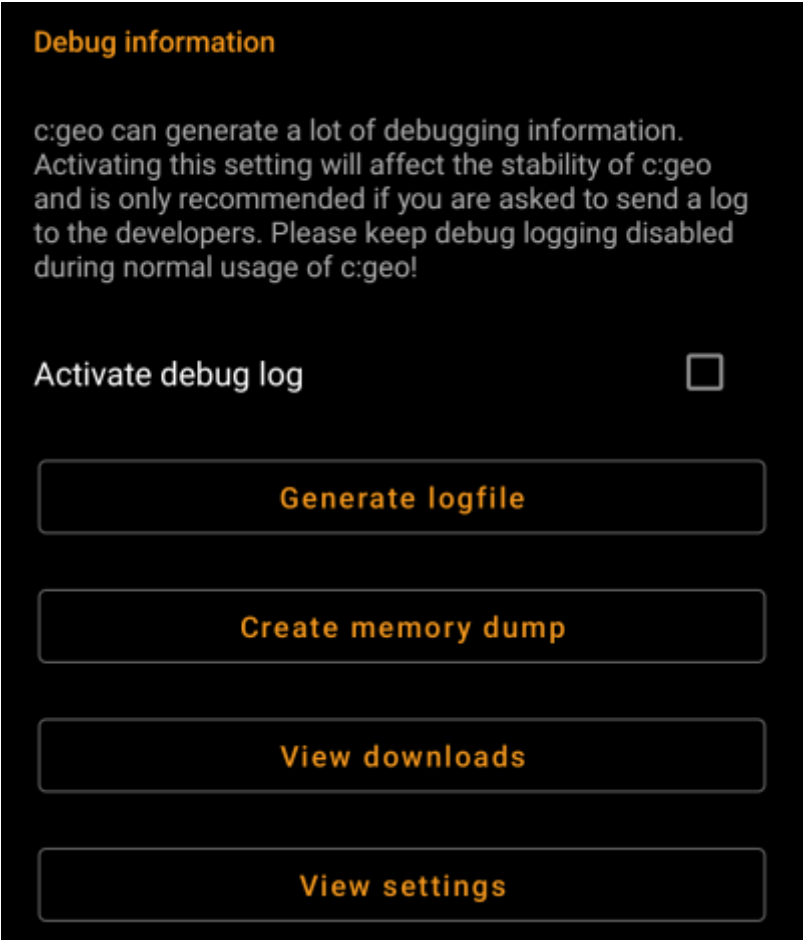 Debug information
c:geo can generate a lot of debugging information.
Activating this setting will affect the stability of c:geo
and is only recommended if you are asked to send a log
to the developers. Please keep debug logging disabled
during normal usage of c:geo!
Activate debug log
Generate logfile
Create memory dump
View downloads
View settings